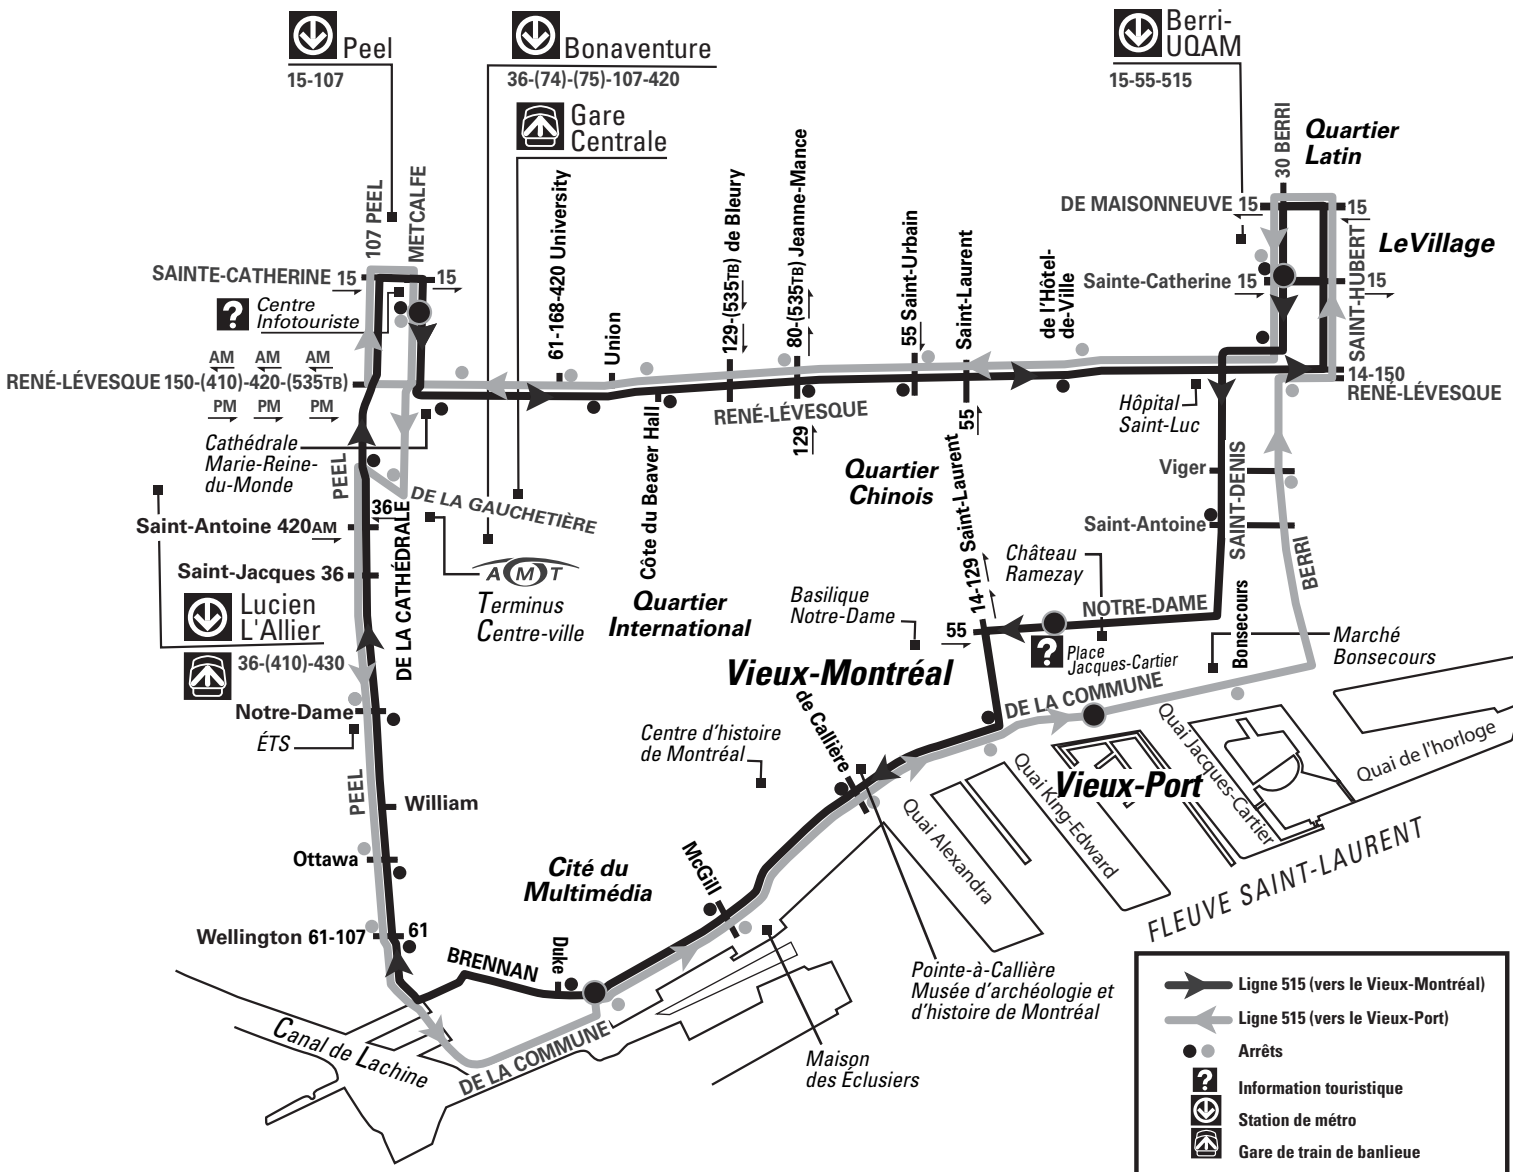 Peel
15-107
Bonaventure
36-(74)-(75)-107-420
Gare
Centrale
Berri-
UQAM
15-55-515
30 BERRI
Quartier
Latin
DE MAISONNEUVE 15
15
LeVillage
SAINT-HUBERT
Sainte-Catherine 15
15
107 PEEL
METCALFE
SAINTE-CATHERINE 15
15
Centre
Infotouriste
61-168-420 University
Union
129-(535TB) de Bleury
80-(535TB) Jeanne-Mance
55 Saint-Urbain
Saint-Laurent
de l'Hôtel-
de-Ville
AM AM AM
RENÉ-LÉVESQUE 150-(410)-420-(535TB)
PM PM PM
14-150
RENÉ-LÉVESQUE
Cathédrale
Marie-Reine-
du-Monde
Côte du Beaver Hall
RENÉ-LÉVESQUE
129
55
Hôpital
Saint-Luc
PEEL
DE LA GAUCHETIÈRE
36
Quartier
Chinois
14-129 Saint-Laurent
Viger
SAINT-DENIS
Saint-Antoine 420AM
Saint-Antoine
Saint-Jacques 36
DE LA CATHÉDRALE
AMT
Terminus
Centre-ville
Lucien
L'Allier
36-(410)-430
Quartier
International
Basilique
Notre-Dame
Château
Ramezay
NOTRE-DAME
BERRI
55
Place
Jacques-Cartier
Bonsecours
Marché
Bonsecours
Vieux-Montréal
DE LA COMMUNE
Notre-Dame
ÉTS
Centre d'histoire
de Montréal
de Callière
Quai Jacques-Cartier
Quai de l'horloge
Quai King-Edward
Vieux-Port
Quai Alexandra
PEEL
William
Ottawa
Cité du
Multimédia
McGill
FLEUVE SAINT-LAURENT
Wellington 61-107
61
BRENNAN
Duke
Pointe-à-Callière
Musée d'archéologie et
d'histoire de Montréal
Canal de Lachine
DE LA COMMUNE
Maison
des Éclusiers
Ligne 515 (vers le Vieux-Montréal)
Ligne 515 (vers le Vieux-Port)
Arrêts
? Information touristique
Station de métro
Gare de train de banlieue